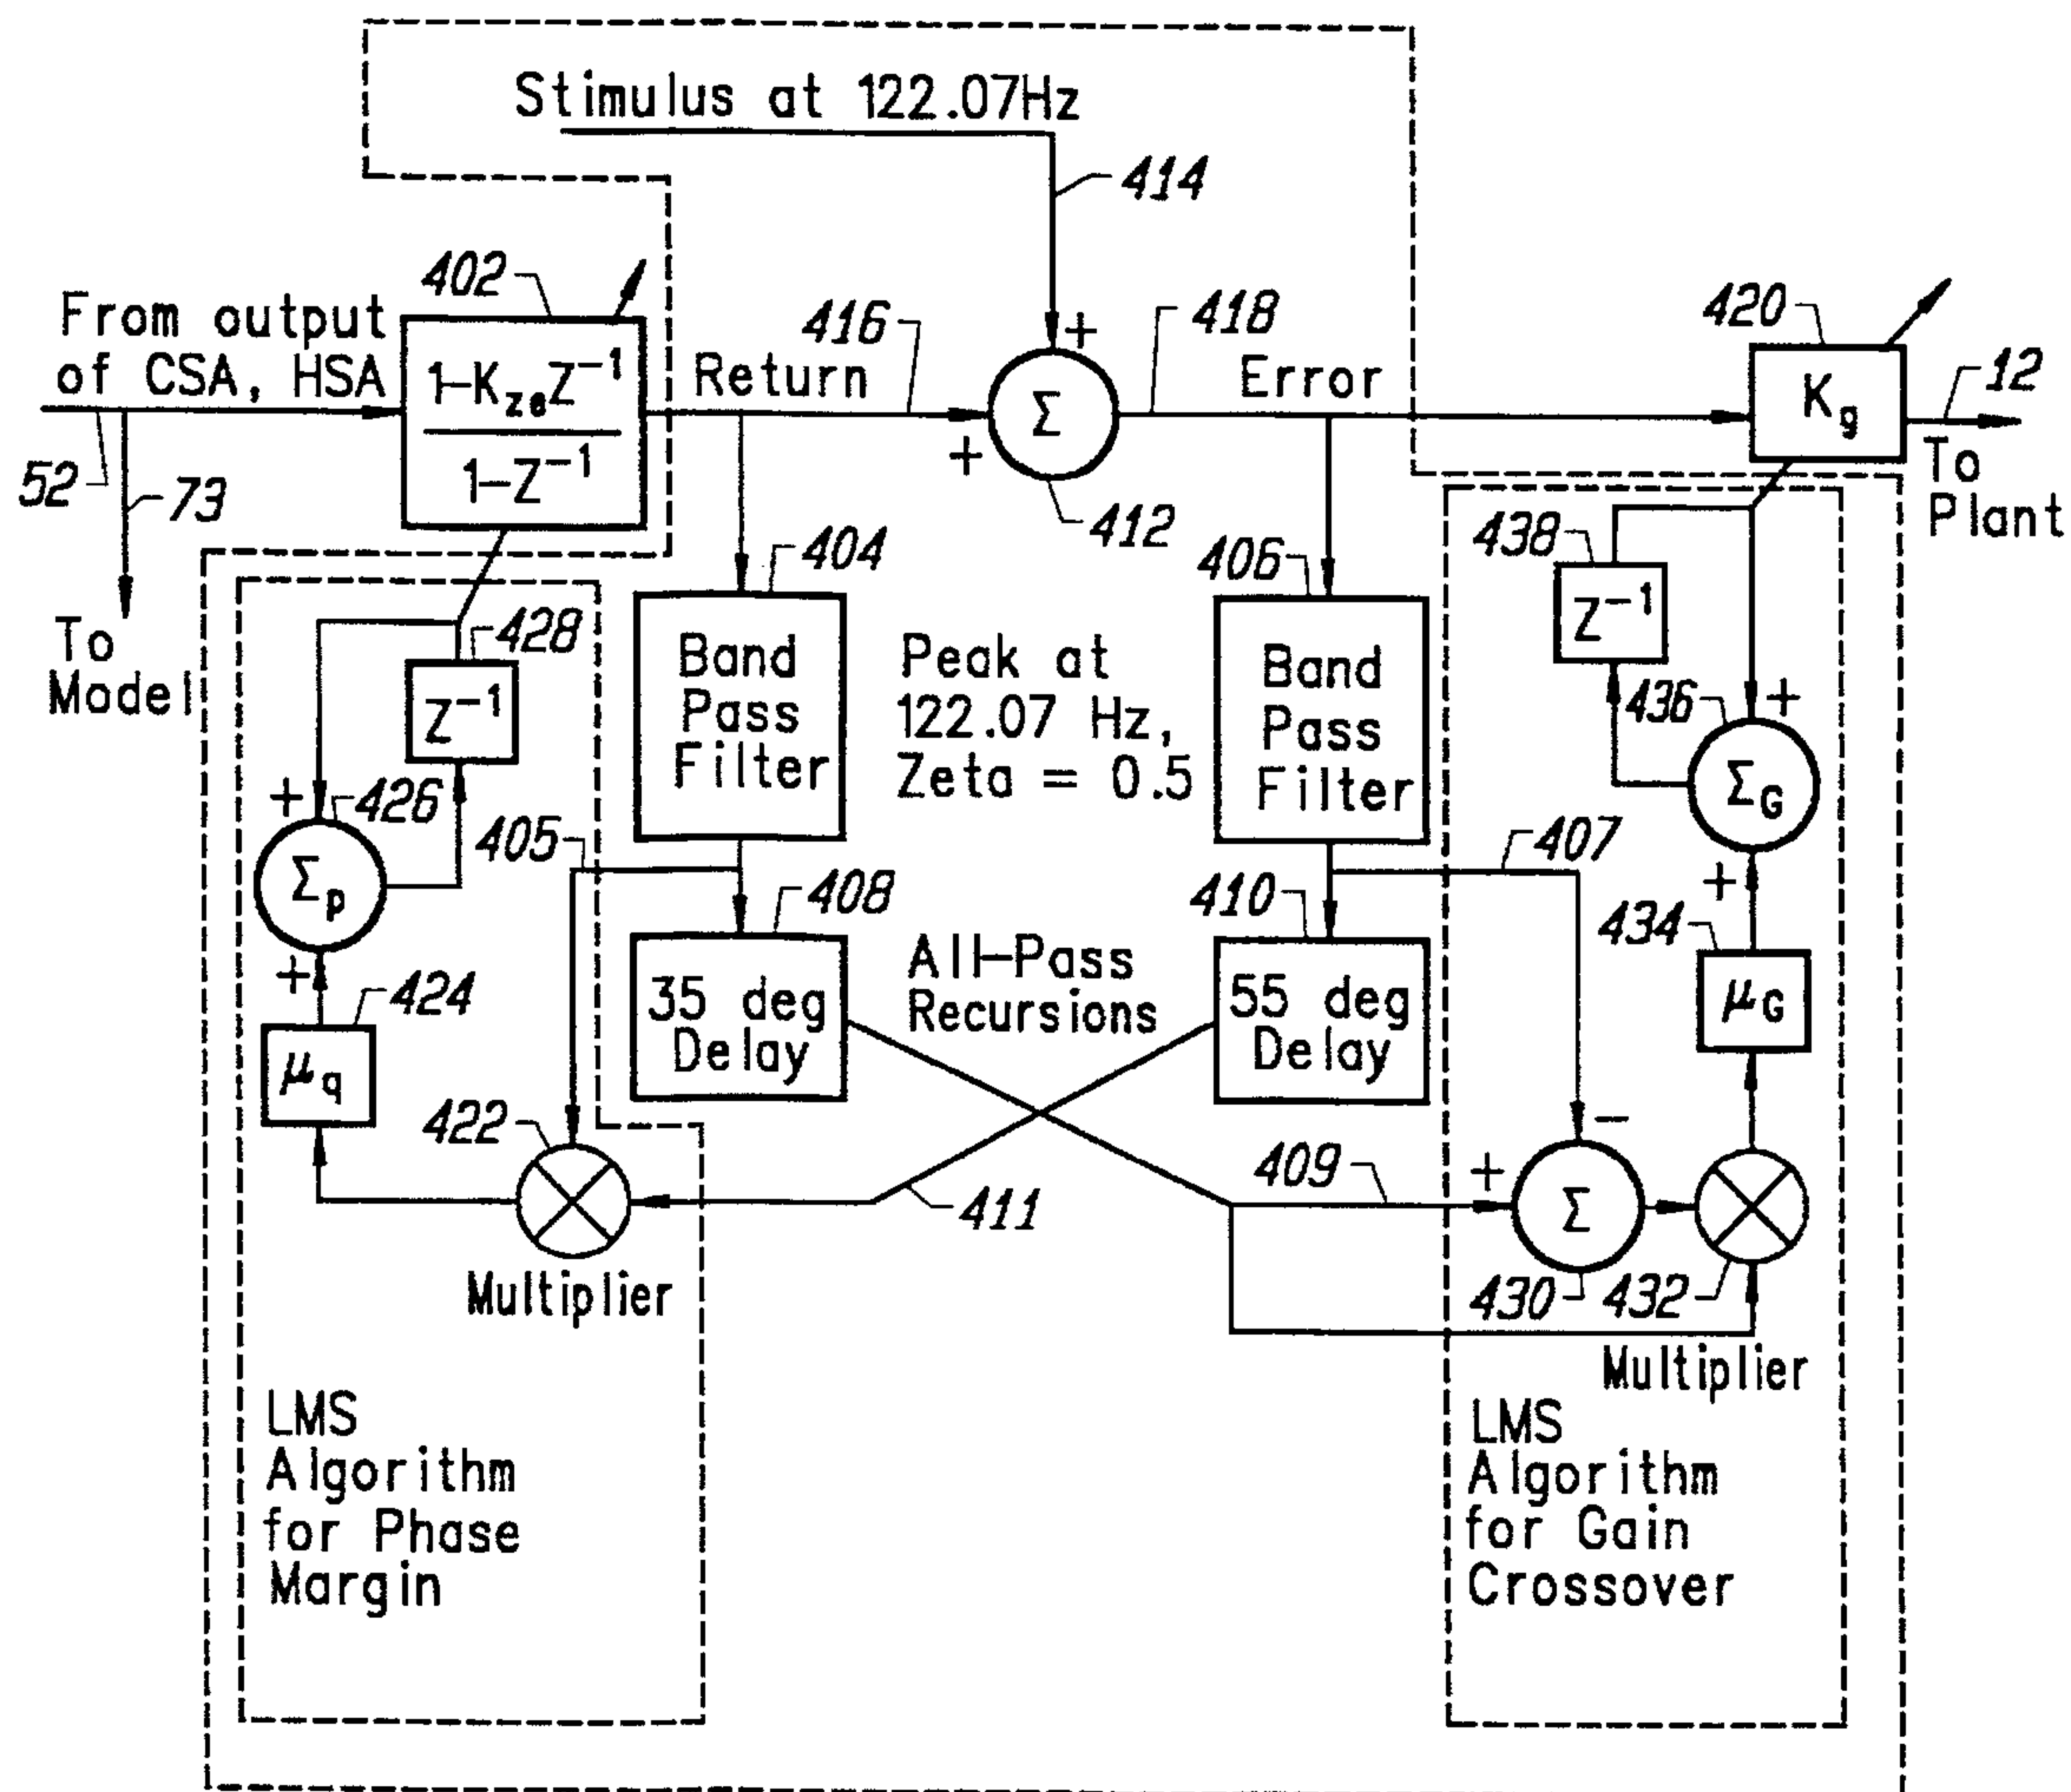 Stimulus at 122.07Hz
414
402
From output
of CSA, HSA
1-K_ze Z^-1
1-Z^-1
Return
416
+
+
Σ
412
418
Error
420
K_g
12
To
Plant
52
73
To
Model
404
Band
Pass
Filter
Peak at
122.07 Hz,
Zeta = 0.5
406
Band
Pass
Filter
438
Z^-1
436
+
Σ_G
+
428
Z^-1
+
426
Σ_p
+
405
407
408
35 deg
Delay
All-Pass
Recursions
410
55 deg
Delay
434
μ_G
424
μ_q
422
Multiplier
411
409
+
-
Σ
430
432
Multiplier
LMS
Algorithm
for Phase
Margin
LMS
Algorithm
for Gain
Crossover